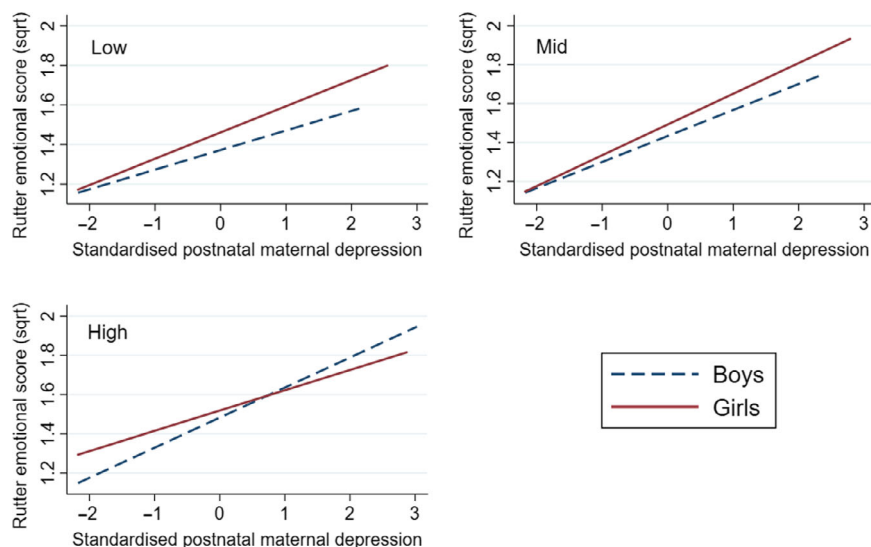 Low
Rutter emotional score (sqrt)
2
1.8
1.6
1.4
1.2
−2 −1 0 1 2 3
Standardised postnatal maternal depression
Mid
Rutter emotional score (sqrt)
2
1.8
1.6
1.4
1.2
−2 −1 0 1 2 3
Standardised postnatal maternal depression
High
Rutter emotional score (sqrt)
2
1.8
1.6
1.4
1.2
−2 −1 0 1 2 3
Standardised postnatal maternal depression
Boys
Girls